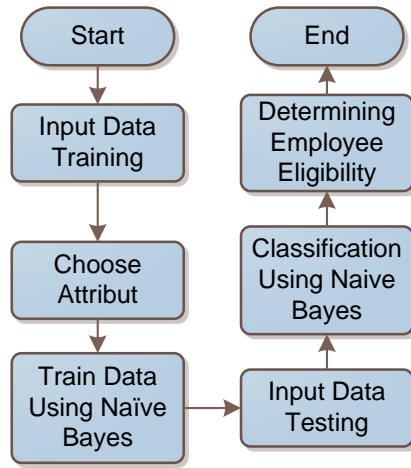 Start
Input Data
Training
Choose
Attribut
Train Data
Using Naïve
Bayes
Input Data
Testing
Classification
Using Naive
Bayes
Determining
Employee
Eligibility
End